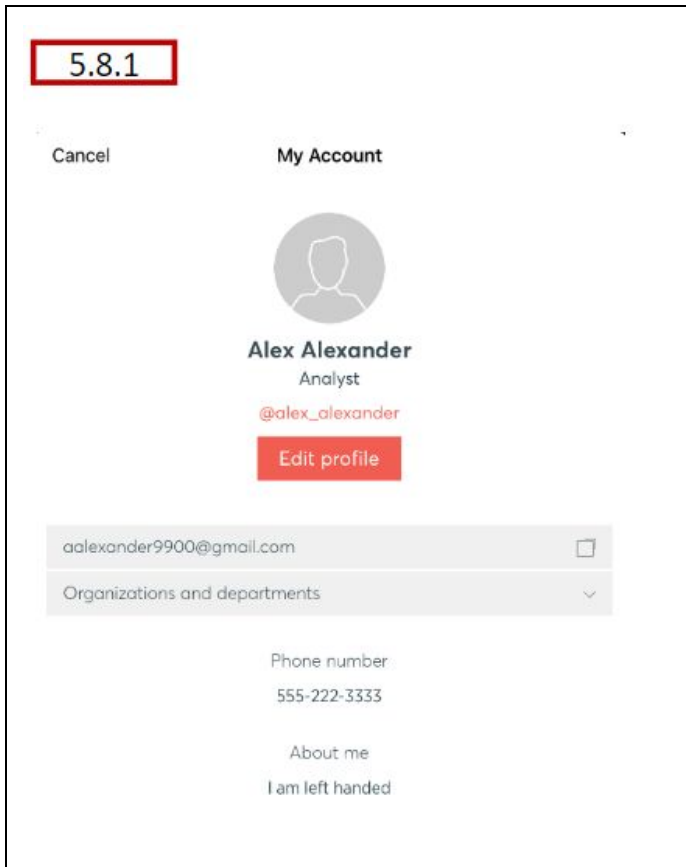 5.8.1
Cancel My Account
Alex Alexander
Analyst
@alex_alexander
Edit profile
aalexander9900@gmail.com
Organizations and departments
Phone number
555-222-3333
About me
I am left handed